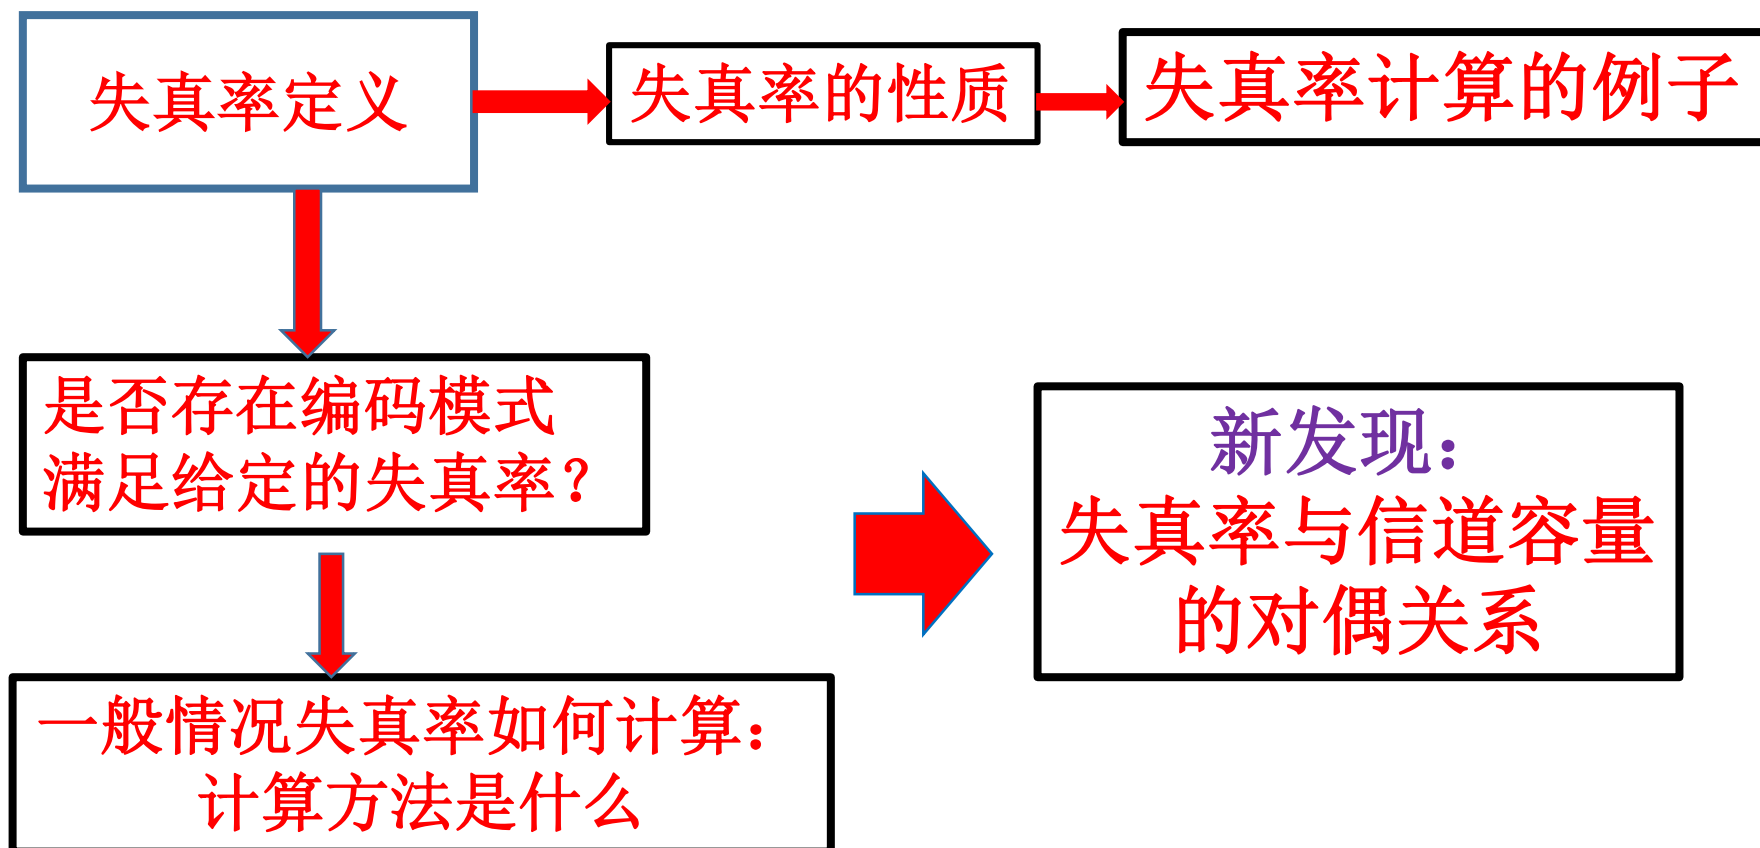 失真率定义
失真率的性质
失真率计算的例子
是否存在编码模式
满足给定的失真率？
新发现：
失真率与信道容量
的对偶关系
一般情况失真率如何计算：
计算方法是什么